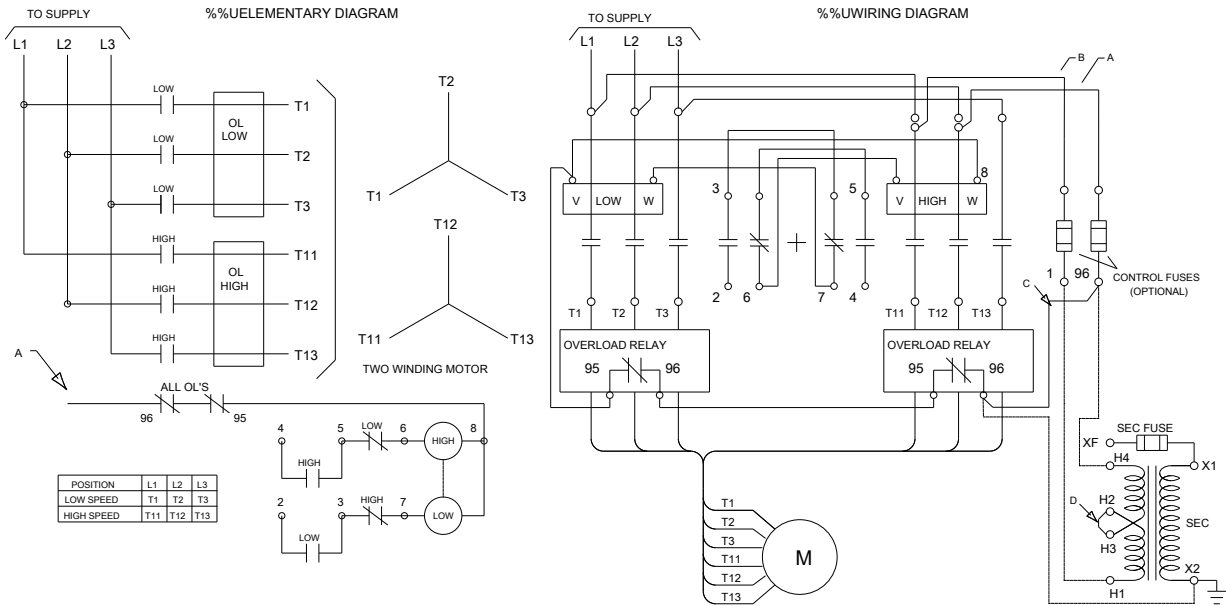 %%UELEMENTARY DIAGRAM
TO SUPPLY
L1 L2 L3
LOW
T1
OL
LOW
LOW
T2
LOW
T3
HIGH
T11
OL
HIGH
HIGH
T12
HIGH
T13
T2
T1 T3
T12
T11 T13
TWO WINDING MOTOR
A
ALL OL'S
96 95
4 5 LOW 6 HIGH 8
HIGH
2 3 HIGH 7 LOW
LOW
POSITION L1 L2 L3
LOW SPEED T1 T2 T3
HIGH SPEED T11 T12 T13
%%UWIRING DIAGRAM
TO SUPPLY
L1 L2 L3
B A
V LOW W
3 5
V HIGH W 8
2 6 7 4
1 96
CONTROL FUSES
(OPTIONAL)
C
T1 T2 T3
T11 T12 T13
OVERLOAD RELAY
95 96
OVERLOAD RELAY
95 96
SEC FUSE
XF
H4 X1
H2
D
H3
SEC
H1 X2
T1
T2
T3
T11
T12
T13
M